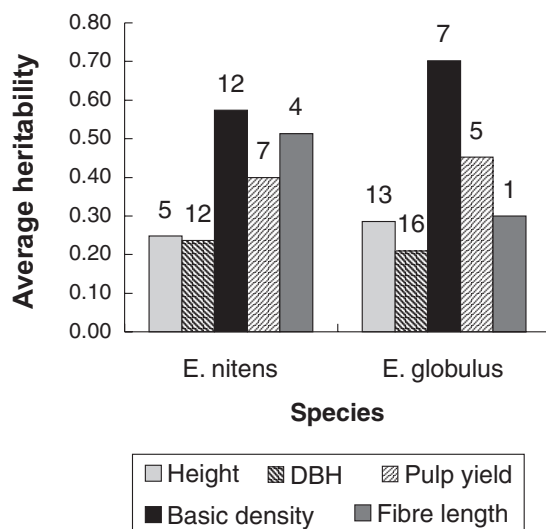 Average heritability
0.80
0.70
0.60
0.50
0.40
0.30
0.20
0.10
0.00
5 12 12 7 4
13 16 7 5 1
E. nitens E. globulus
Species
Height DBH Pulp yield
Basic density Fibre length